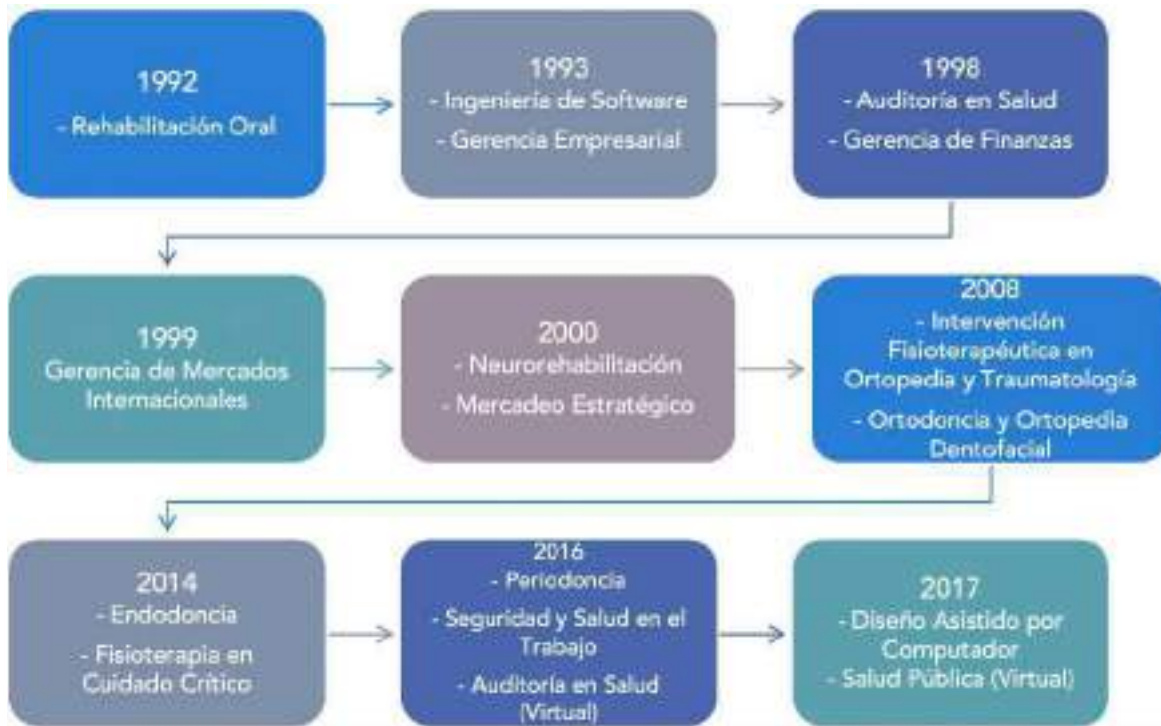 1992
- Rehabilitación Oral
1993
- Ingeniería de Software
- Gerencia Empresarial
1998
- Auditoría en Salud
- Gerencia de Finanzas
1999
Gerencia de Mercados
Internacionales
2000
- Neurorehabilitación
- Mercadeo Estratégico
2008
- Intervención
Fisioterapéutica en
Ortopedia y Traumatología
- Ortodoncia y Ortopedia
Dentofacial
2014
- Endodoncia
- Fisioterapia en
Cuidado Crítico
2016
- Periodoncia
- Seguridad y Salud en el
Trabajo
- Auditoría en Salud
(Virtual)
2017
- Diseño Asistido por
Computador
- Salud Pública (Virtual)